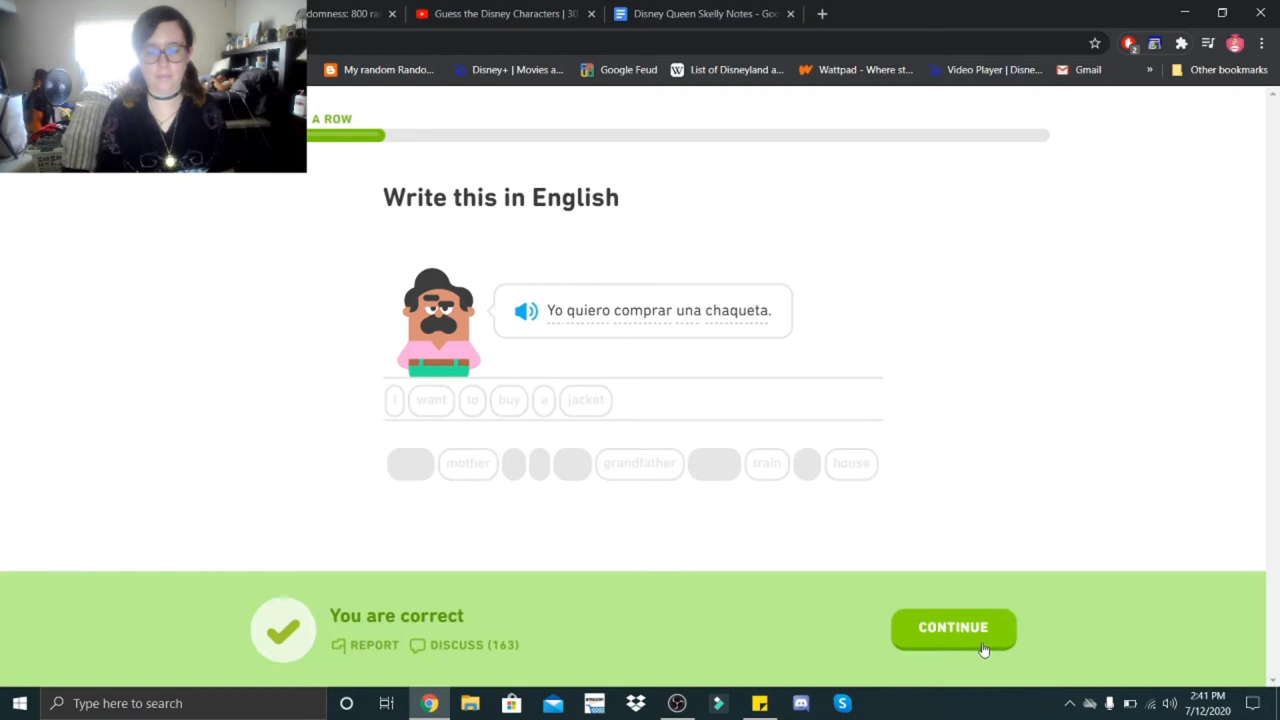 domness: 800 ra
Guess the Disney Characters | 30
Disney Queen Skelly Notes - Goo
2
My random Rando...
Disney+ | Movies a...
Google Feud
List of Disneyland a...
Wattpad - Where st...
Video Player | Disne...
Gmail
»
Other bookmarks
A ROW
Write this in English
Yo quiero comprar una chaqueta.
I want to buy a jacket
mother grandfather train house
You are correct
REPORT DISCUSS (163)
CONTINUE
Type here to search
2:41 PM
7/12/2020